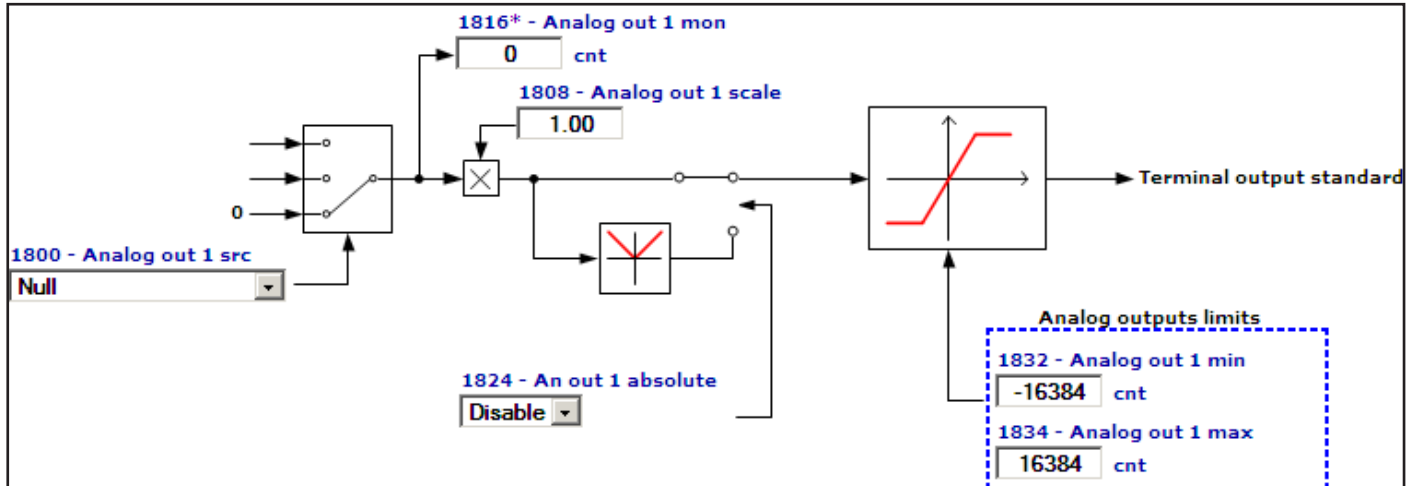 1816* - Analog out 1 mon
0 cnt
1808 - Analog out 1 scale
1.00
0
Terminal output standard
1800 - Analog out 1 src
Null
Analog outputs limits
1832 - Analog out 1 min
-16384 cnt
1824 - An out 1 absolute
Disable
1834 - Analog out 1 max
16384 cnt